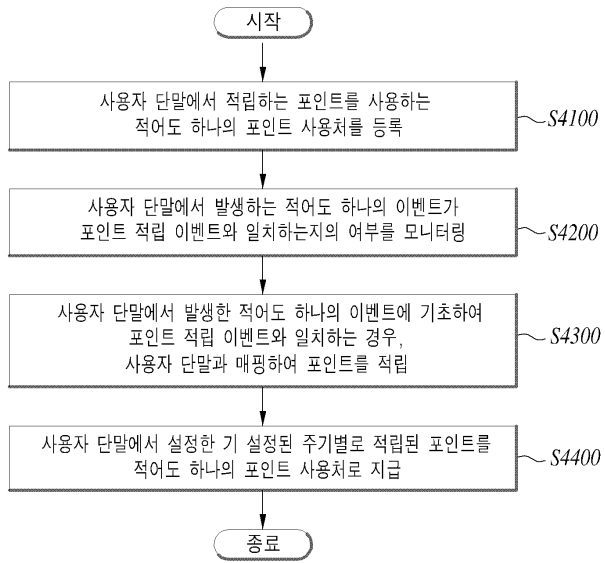 시작
사용자 단말에서 적립하는 포인트를 사용하는
적어도 하나의 포인트 사용처를 등록
S4100
사용자 단말에서 발생하는 적어도 하나의 이벤트가
포인트 적립 이벤트와 일치하는지의 여부를 모니터링
S4200
사용자 단말에서 발생한 적어도 하나의 이벤트에 기초하여
포인트 적립 이벤트와 일치하는 경우,
사용자 단말과 매핑하여 포인트를 적립
S4300
사용자 단말에서 설정한 기 설정된 주기별로 적립된 포인트를
적어도 하나의 포인트 사용처로 지급
S4400
종료